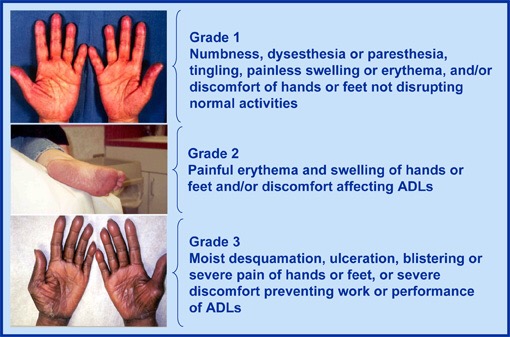 Grade 1
Numbness, dysesthesia or paresthesia,
tingling, painless swelling or erythema, and/or
discomfort of hands or feet not disrupting
normal activities
Grade 2
Painful erythema and swelling of hands or
feet and/or discomfort affecting ADLs
Grade 3
Moist desquamation, ulceration, blistering or
severe pain of hands or feet, or severe
discomfort preventing work or performance
of ADLs